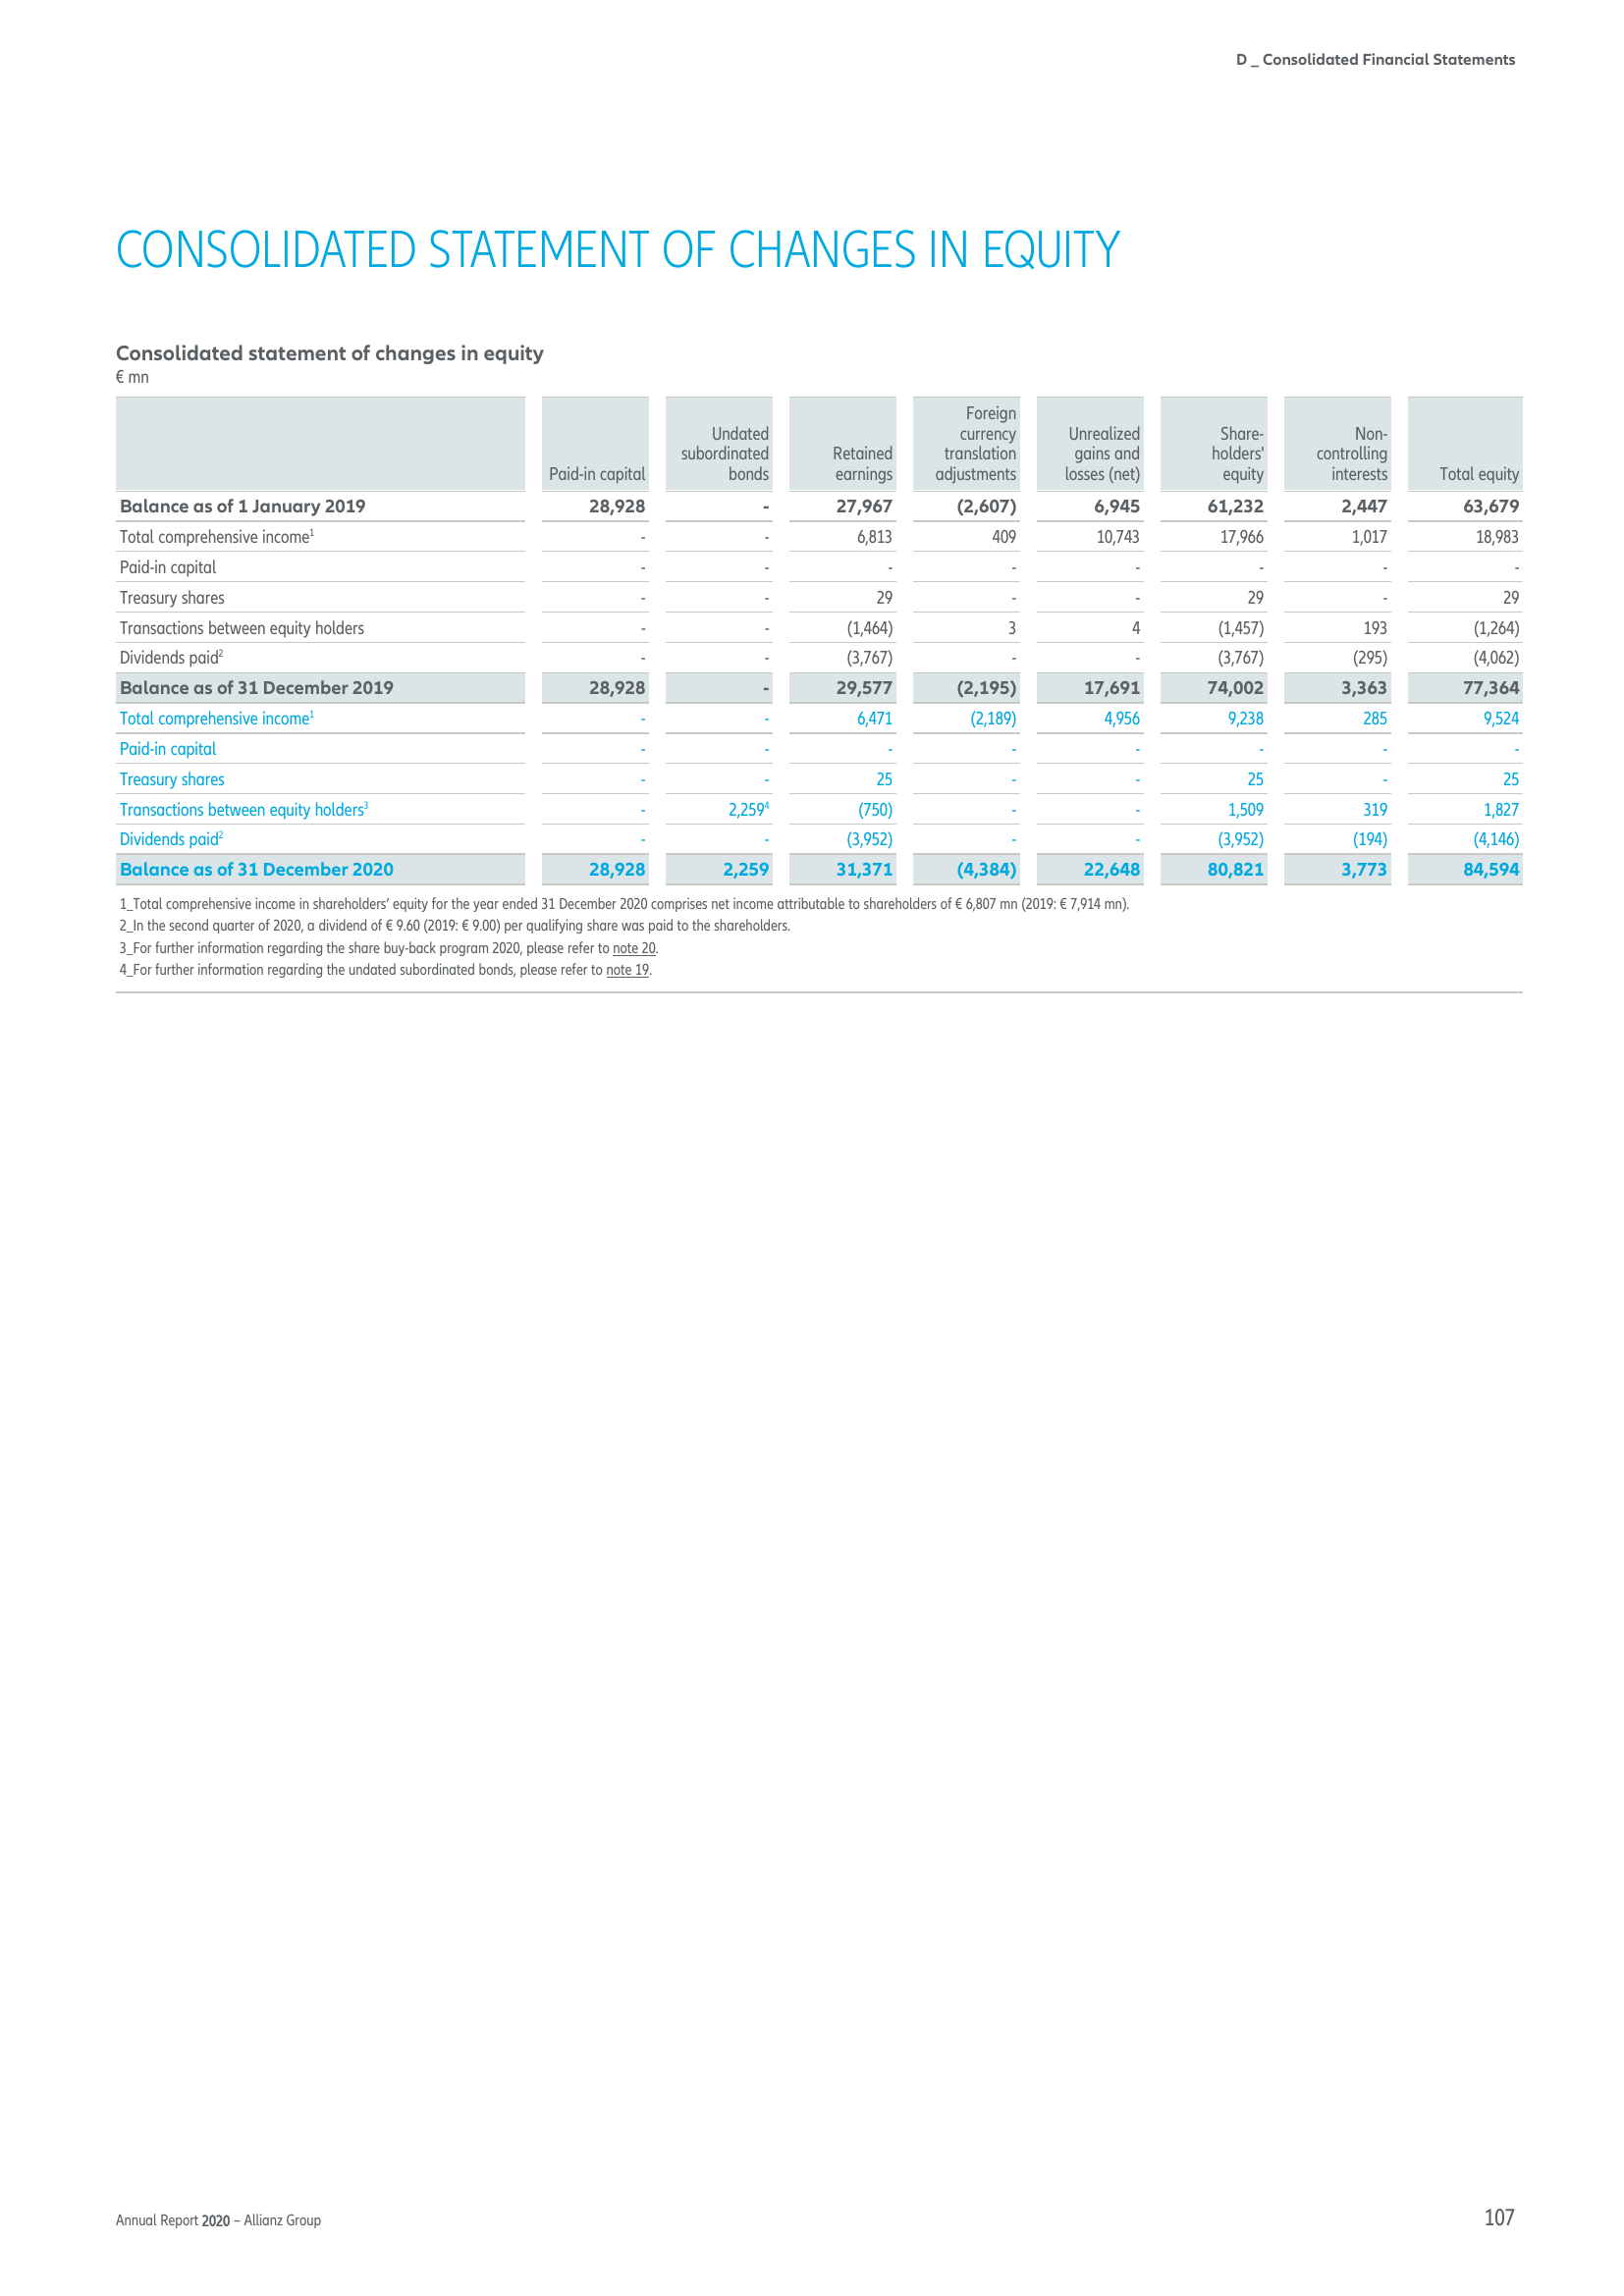 D _ Consolidated Financial Statements
CONSOLIDATED STATEMENT OF CHANGES IN EQUITY
Consolidated statement of changes in equity
€ mn
Paid-in capital Undated subordinated bonds Retained earnings Foreign currency translation adjustments Unrealized gains and losses (net) Share-holders' equity Non-controlling interests Total equity
Balance as of 1 January 2019 28,928 - 27,967 (2,607) 6,945 61,232 2,447 63,679
Total comprehensive income1 - - 6,813 409 10,743 17,966 1,017 18,983
Paid-in capital - - - - - - - -
Treasury shares - - 29 - - 29 - 29
Transactions between equity holders - - (1,464) 3 4 (1,457) 193 (1,264)
Dividends paid2 - - (3,767) - - (3,767) (295) (4,062)
Balance as of 31 December 2019 28,928 - 29,577 (2,195) 17,691 74,002 3,363 77,364
Total comprehensive income1 - - 6,471 (2,189) 4,956 9,238 285 9,524
Paid-in capital - - - - - - - -
Treasury shares - - 25 - - 25 - 25
Transactions between equity holders3 - 2,2594 (750) - - 1,509 319 1,827
Dividends paid2 - - (3,952) - - (3,952) (194) (4,146)
Balance as of 31 December 2020 28,928 2,259 31,371 (4,384) 22,648 80,821 3,773 84,594
1_Total comprehensive income in shareholders’ equity for the year ended 31 December 2020 comprises net income attributable to shareholders of € 6,807 mn (2019: € 7,914 mn).
2_In the second quarter of 2020, a dividend of € 9.60 (2019: € 9.00) per qualifying share was paid to the shareholders.
3_For further information regarding the share buy-back program 2020, please refer to note 20.
4_For further information regarding the undated subordinated bonds, please refer to note 19.
Annual Report 2020 – Allianz Group
107